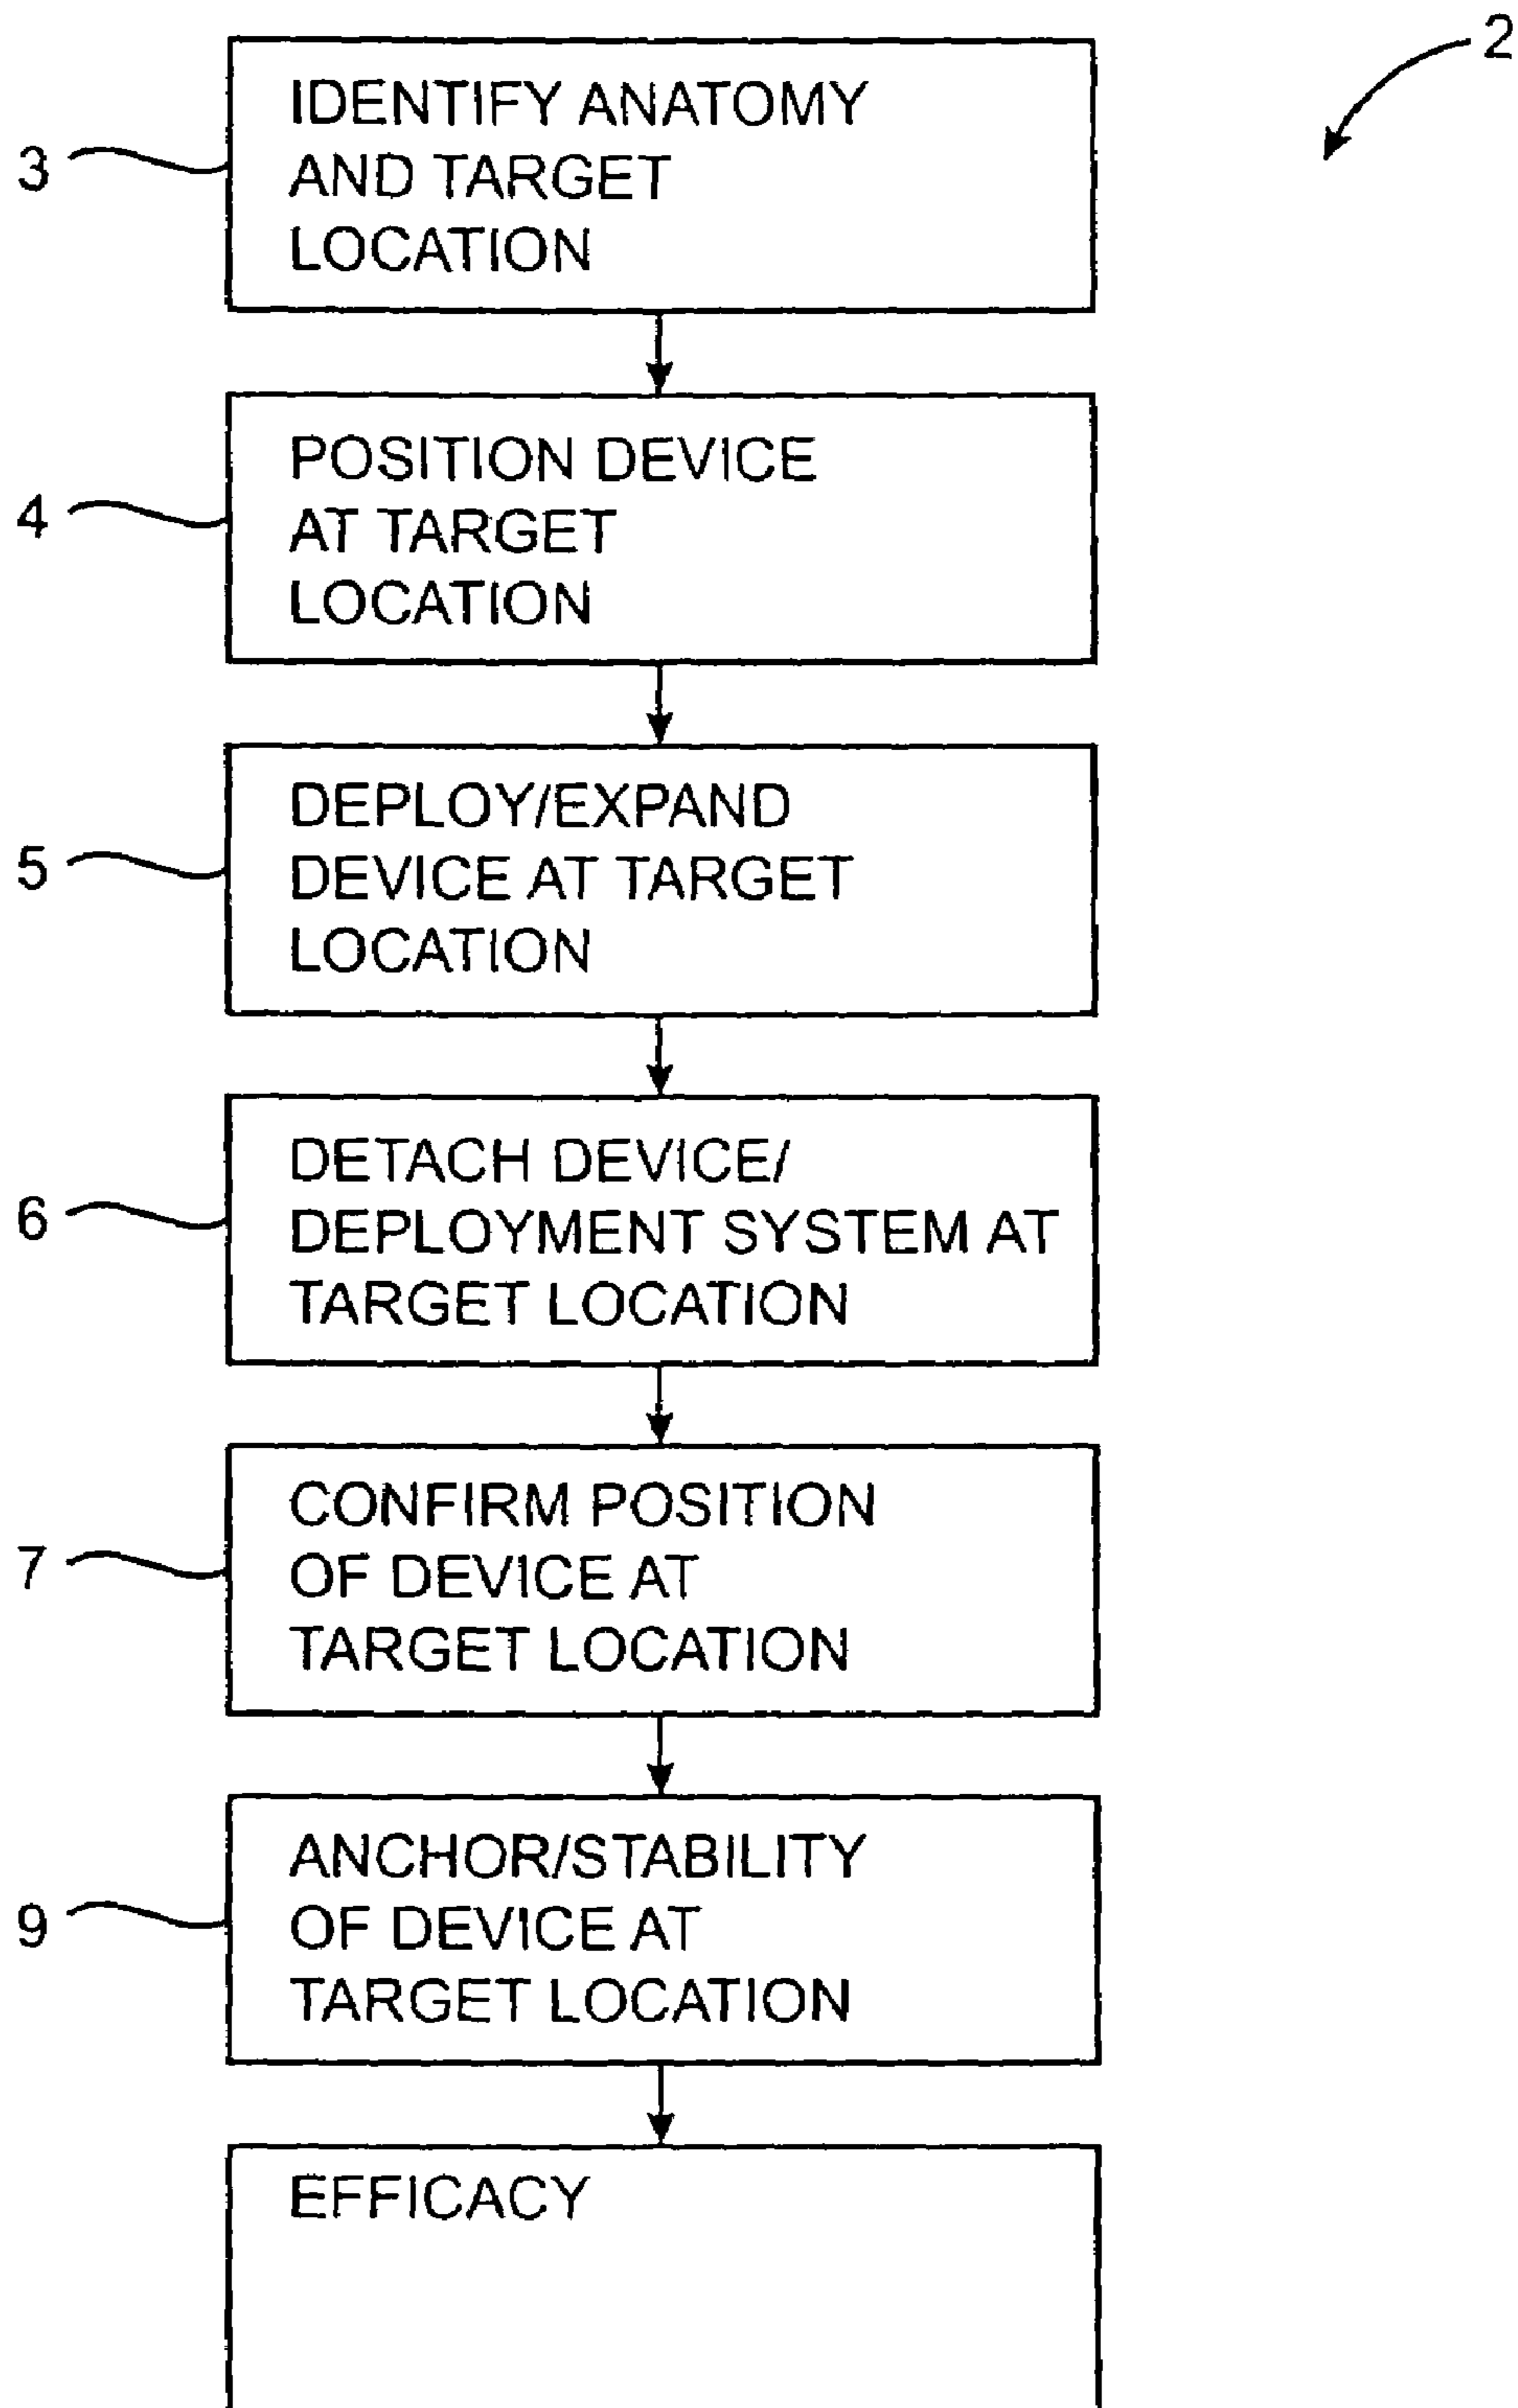 2
3
IDENTIFY ANATOMY
AND TARGET
LOCATION
4
POSITION DEVICE
AT TARGET
LOCATION
5
DEPLOY/EXPAND
DEVICE AT TARGET
LOCATION
6
DETACH DEVICE/
DEPLOYMENT SYSTEM AT
TARGET LOCATION
7
CONFIRM POSITION
OF DEVICE AT
TARGET LOCATION
9
ANCHOR/STABILITY
OF DEVICE AT
TARGET LOCATION
EFFICACY